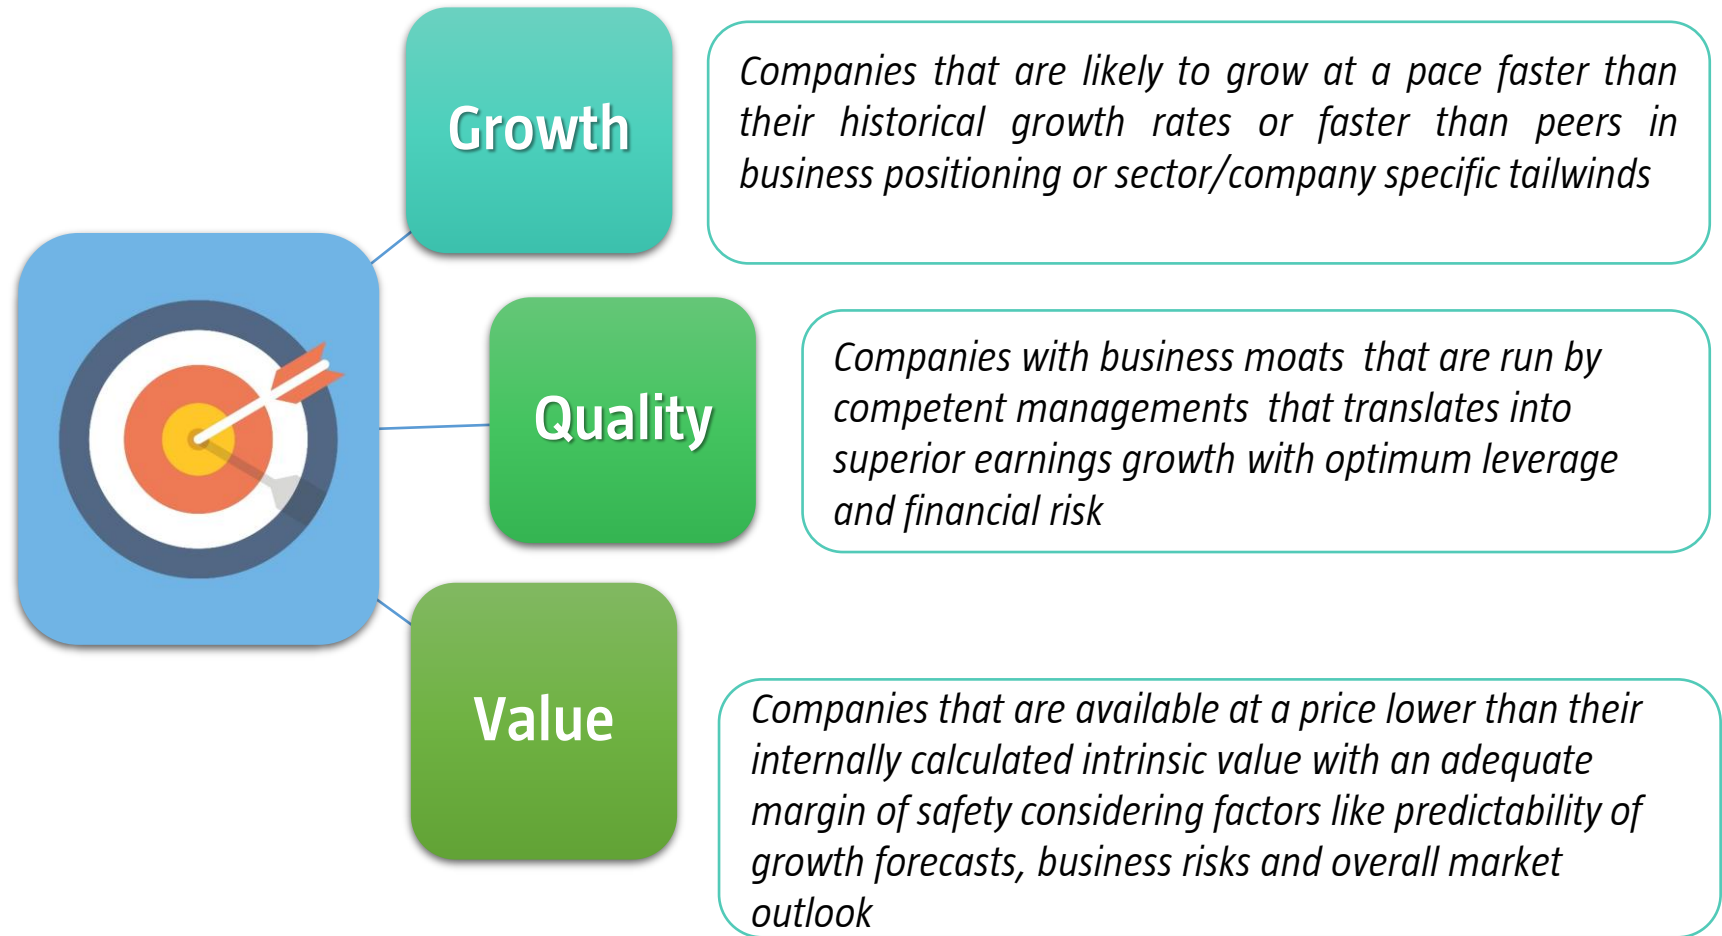 Growth
Companies that are likely to grow at a pace faster than
their historical growth rates or faster than peers in
business positioning or sector/company specific tailwinds
Quality
Companies with business moats that are run by
competent managements that translates into
superior earnings growth with optimum leverage
and financial risk
Value
Companies that are available at a price lower than their
internally calculated intrinsic value with an adequate
margin of safety considering factors like predictability of
growth forecasts, business risks and overall market
outlook